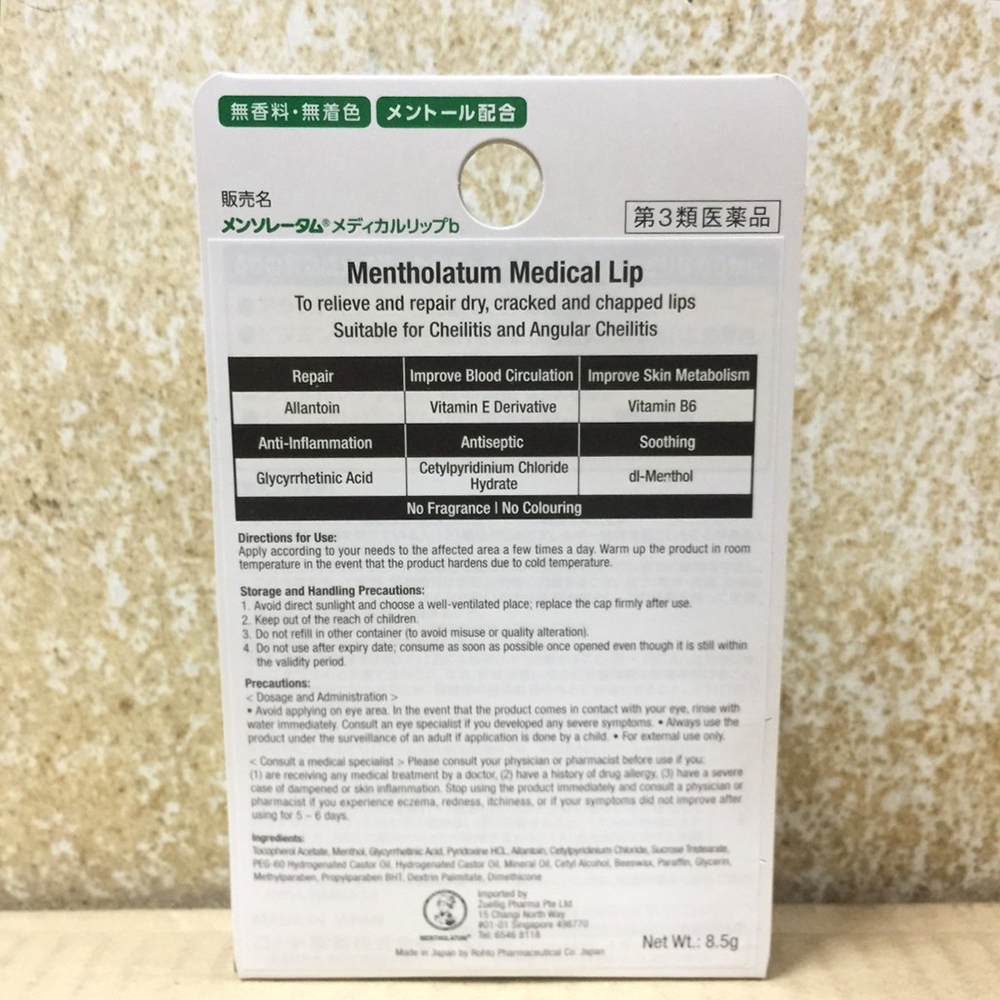 無香料・無着色 メントール配合
販売名
メンソレータム®メディカルリップb 第3類医薬品
Mentholatum Medical Lip
To relieve and repair dry, cracked and chapped lips
Suitable for Cheilitis and Angular Cheilitis
Repair Improve Blood Circulation Improve Skin Metabolism
Allantoin Vitamin E Derivative Vitamin B6
Anti-Inflammation Antiseptic Soothing
Glycyrrhetinic Acid Cetylpyridinium Chloride Hydrate dl-Menthol
No Fragrance | No Colouring
Directions for Use:
Apply according to your needs to the affected area a few times a day. Warm up the product in room
temperature in the event that the product hardens due to cold temperature.
Storage and Handling Precautions:
1. Avoid direct sunlight and choose a well-ventilated place; replace the cap firmly after use.
2. Keep out of the reach of children.
3. Do not refill in other container (to avoid misuse or quality alteration).
4. Do not use after expiry date; consume as soon as possible once opened even though it is still within
the validity period.
Precautions:
< Dosage and Administration >
• Avoid applying on eye area. In the event that the product comes in contact with your eye, rinse with
water immediately. Consult an eye specialist if you developed any severe symptoms. • Always use the
product under the surveillance of an adult if application is done by a child. • For external use only.
< Consult a medical specialist > Please consult your physician or pharmacist before use if you:
(1) are receiving any medical treatment by a doctor, (2) have a history of drug allergy, (3) have a severe
case of dampened or skin inflammation. Stop using the product immediately and consult a physician or
pharmacist if you experience eczema, redness, itchiness, or if your symptoms did not improve after
using for 5 – 6 days.
Ingredients:
Tocopherol Acetate, Menthol, Glycyrrhetinic Acid, Pyridoxine HCL, Allantoin, Cetylpyridinium Chloride, Sucrose Tristearate,
PEG-60 Hydrogenated Castor Oil, Hydrogenated Castor Oil, Mineral Oil, Cetyl Alcohol, Beeswax, Paraffin, Glycerin,
Methylparaben, Propylparaben BHT, Dextrin Palmitate, Dimethicone
Imported by
Zuellig Pharma Pte Ltd
15 Changi North Way
#01-01 Singapore 498770
Tel: 6546 8118
MENTHOLATUM®
Net Wt.: 8.5g
Made in Japan by Rohto Pharmaceutical Co. Japan